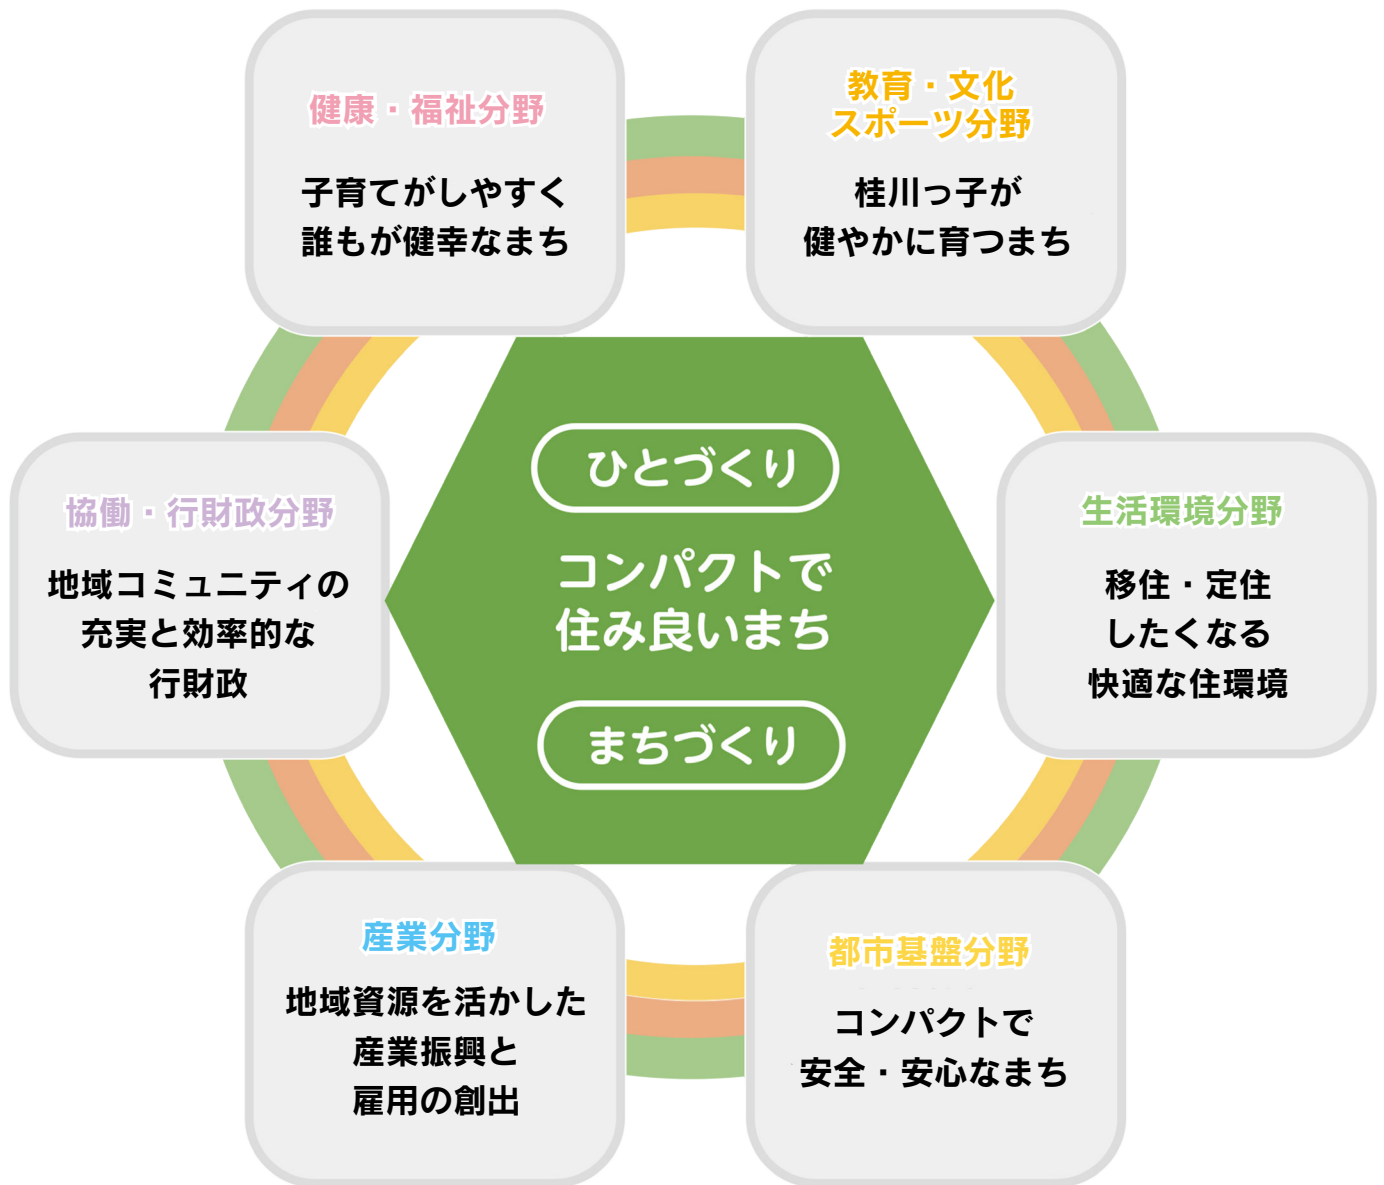 健康・福祉分野
子育てがしやすく
誰もが健幸なまち
教育・文化
スポーツ分野
桂川っ子が
健やかに育つまち
協働・行財政分野
地域コミュニティの
充実と効率的な
行財政
ひとづくり
コンパクトで
住み良いまち
まちづくり
生活環境分野
移住・定住
したくなる
快適な住環境
産業分野
地域資源を活かした
産業振興と
雇用の創出
都市基盤分野
コンパクトで
安全・安心なまち